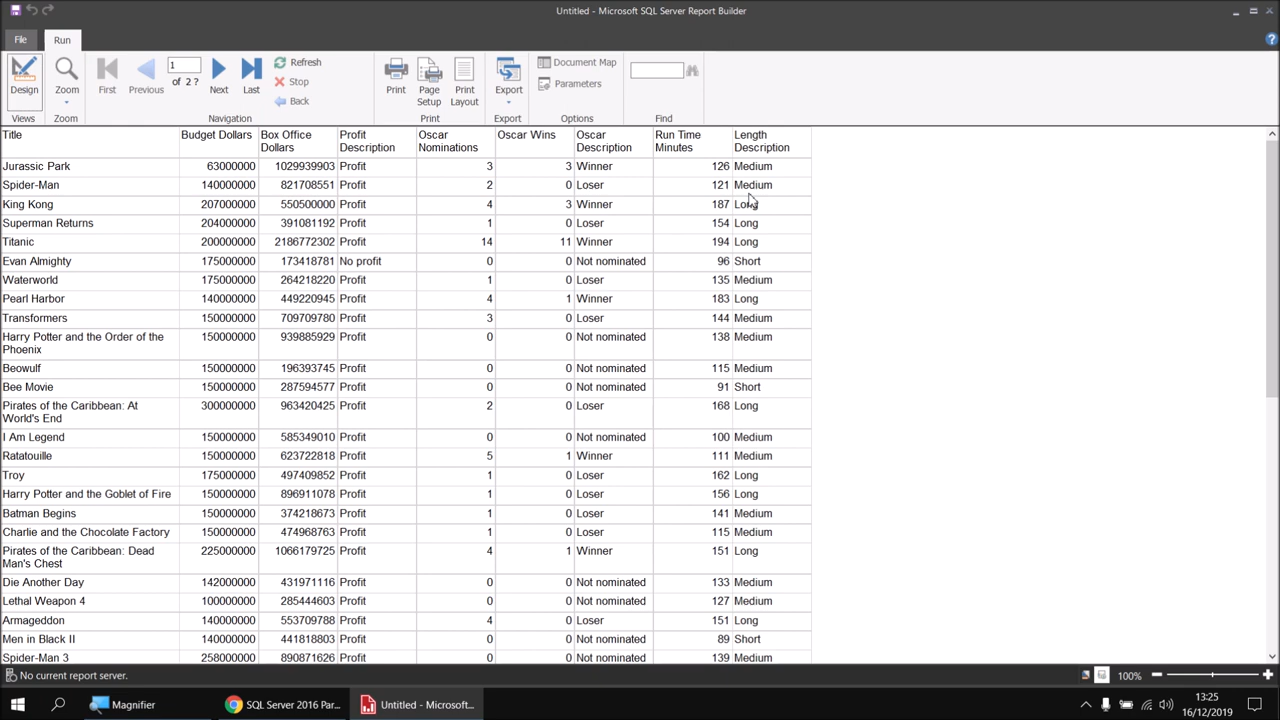 Untitled - Microsoft SQL Server Report Builder
File Run
Design
Zoom
First
Previous
1
of 2 ?
Next
Last
Refresh
Stop
Back
Print
Page
Setup
Print
Layout
Export
Document Map
Parameters
Views
Zoom
Navigation
Print
Export
Options
Find
Title Budget Dollars Box Office Dollars Profit Description Oscar Nominations Oscar Wins Oscar Description Run Time Minutes Length Description
Jurassic Park 63000000 1029939903 Profit 3 3 Winner 126 Medium
Spider-Man 140000000 821708551 Profit 2 0 Loser 121 Medium
King Kong 207000000 550500000 Profit 4 3 Winner 187 Long
Superman Returns 204000000 391081192 Profit 1 0 Loser 154 Long
Titanic 200000000 2186772302 Profit 14 11 Winner 194 Long
Evan Almighty 175000000 173418781 No profit 0 0 Not nominated 96 Short
Waterworld 175000000 264218220 Profit 1 0 Loser 135 Medium
Pearl Harbor 140000000 449220945 Profit 4 1 Winner 183 Long
Transformers 150000000 709709780 Profit 3 0 Loser 144 Medium
Harry Potter and the Order of the 150000000 939885929 Profit 0 0 Not nominated 138 Medium
Phoenix
Beowulf 150000000 196393745 Profit 0 0 Not nominated 115 Medium
Bee Movie 150000000 287594577 Profit 0 0 Not nominated 91 Short
Pirates of the Caribbean: At 300000000 963420425 Profit 2 0 Loser 168 Long
World's End
I Am Legend 150000000 585349010 Profit 0 0 Not nominated 100 Medium
Ratatouille 150000000 623722818 Profit 5 1 Winner 111 Medium
Troy 175000000 497409852 Profit 1 0 Loser 162 Long
Harry Potter and the Goblet of Fire 150000000 896911078 Profit 1 0 Loser 156 Long
Batman Begins 150000000 374218673 Profit 1 0 Loser 141 Medium
Charlie and the Chocolate Factory 150000000 474968763 Profit 1 0 Loser 115 Medium
Pirates of the Caribbean: Dead 225000000 1066179725 Profit 4 1 Winner 151 Long
Man's Chest
Die Another Day 142000000 431971116 Profit 0 0 Not nominated 133 Medium
Lethal Weapon 4 100000000 285444603 Profit 0 0 Not nominated 127 Medium
Armageddon 140000000 553709788 Profit 4 0 Loser 151 Long
Men in Black II 140000000 441818803 Profit 0 0 Not nominated 89 Short
Spider-Man 3 258000000 890871626 Profit 0 0 Not nominated 139 Medium
No current report server.
100%
Magnifier
SQL Server 2016 Par...
Untitled - Microsoft...
13:25
16/12/2019